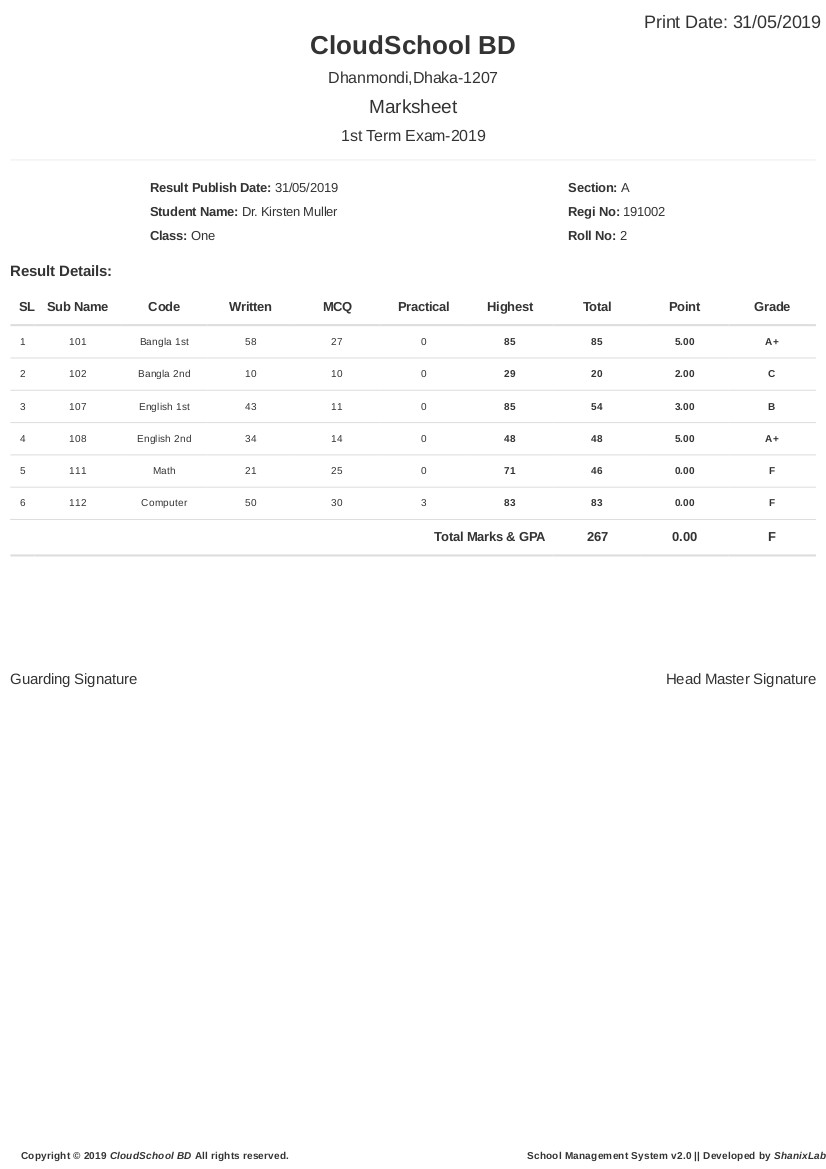 Print Date: 31/05/2019
CloudSchool BD
Dhanmondi,Dhaka-1207
Marksheet
1st Term Exam-2019
Result Publish Date: 31/05/2019 Section: A
Student Name: Dr. Kirsten Muller Regi No: 191002
Class: One Roll No: 2
Result Details:
SL Sub Name Code Written MCQ Practical Highest Total Point Grade
1 101 Bangla 1st 58 27 0 85 85 5.00 A+
2 102 Bangla 2nd 10 10 0 29 20 2.00 C
3 107 English 1st 43 11 0 85 54 3.00 B
4 108 English 2nd 34 14 0 48 48 5.00 A+
5 111 Math 21 25 0 71 46 0.00 F
6 112 Computer 50 30 3 83 83 0.00 F
Total Marks & GPA 267 0.00 F
Guarding Signature Head Master Signature
Copyright © 2019 CloudSchool BD All rights reserved. School Management System v2.0 || Developed by ShanixLab